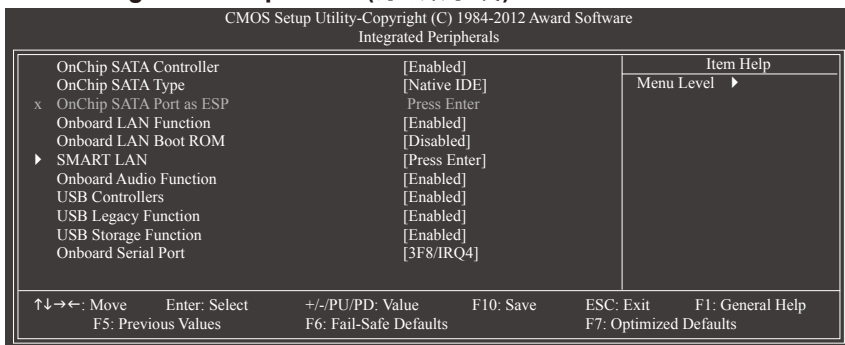 CMOS Setup Utility-Copyright (C) 1984-2012 Award Software
Integrated Peripherals
OnChip SATA Controller [Enabled] Item Help
OnChip SATA Type [Native IDE] Menu Level ▶
x OnChip SATA Port as ESP Press Enter
Onboard LAN Function [Enabled]
Onboard LAN Boot ROM [Disabled]
▶ SMART LAN [Press Enter]
Onboard Audio Function [Enabled]
USB Controllers [Enabled]
USB Legacy Function [Enabled]
USB Storage Function [Enabled]
Onboard Serial Port [3F8/IRQ4]
↑↓→←: Move Enter: Select +/-/PU/PD: Value F10: Save ESC: Exit F1: General Help
F5: Previous Values F6: Fail-Safe Defaults F7: Optimized Defaults